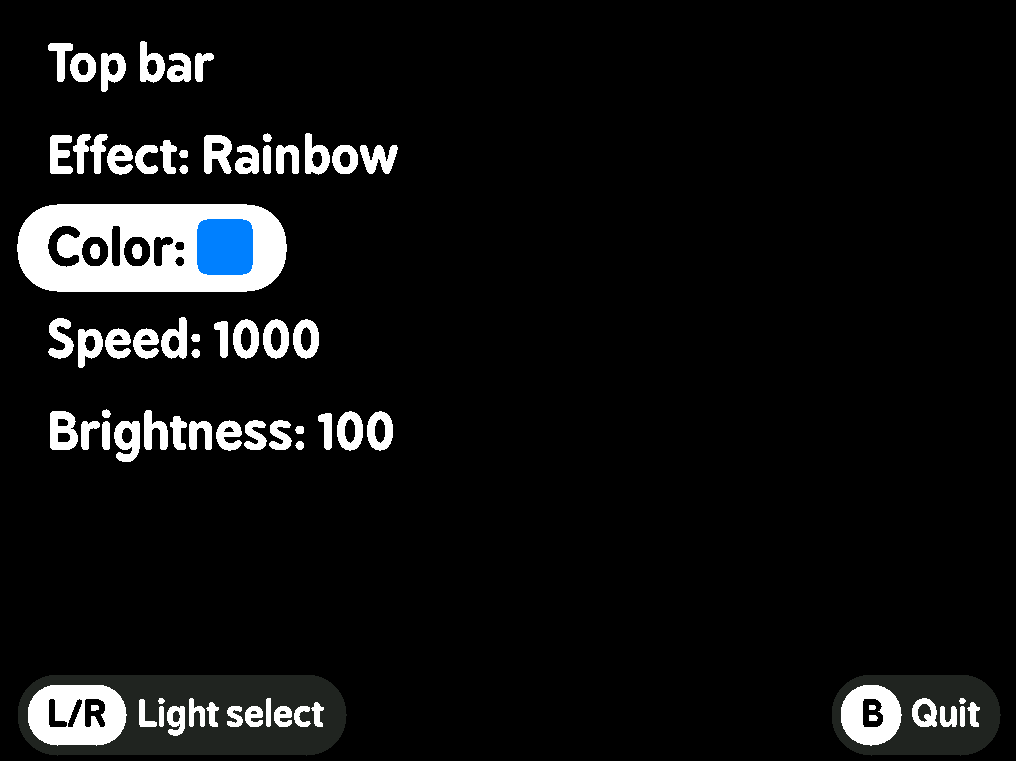 Top bar
Effect: Rainbow
Color:
Speed: 1000
Brightness: 100
L/R Light select
B Quit